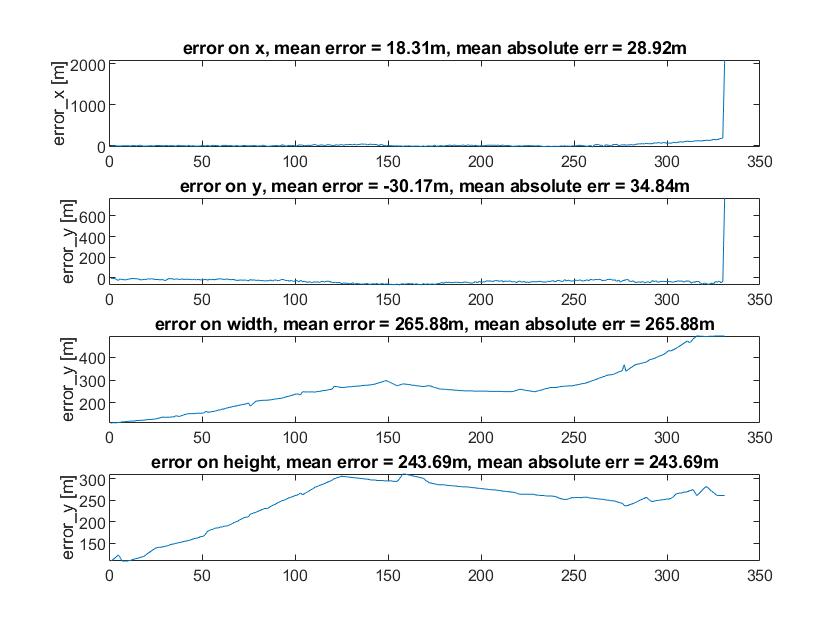 error on x, mean error = 18.31m, mean absolute err = 28.92m
error_x [m]
2000
1000
0
0 50 100 150 200 250 300 350
error on y, mean error = -30.17m, mean absolute err = 34.84m
error_y [m]
600
400
200
0
0 50 100 150 200 250 300 350
error on width, mean error = 265.88m, mean absolute err = 265.88m
error_y [m]
400
300
200
0 50 100 150 200 250 300 350
error on height, mean error = 243.69m, mean absolute err = 243.69m
error_y [m]
300
250
200
150
0 50 100 150 200 250 300 350